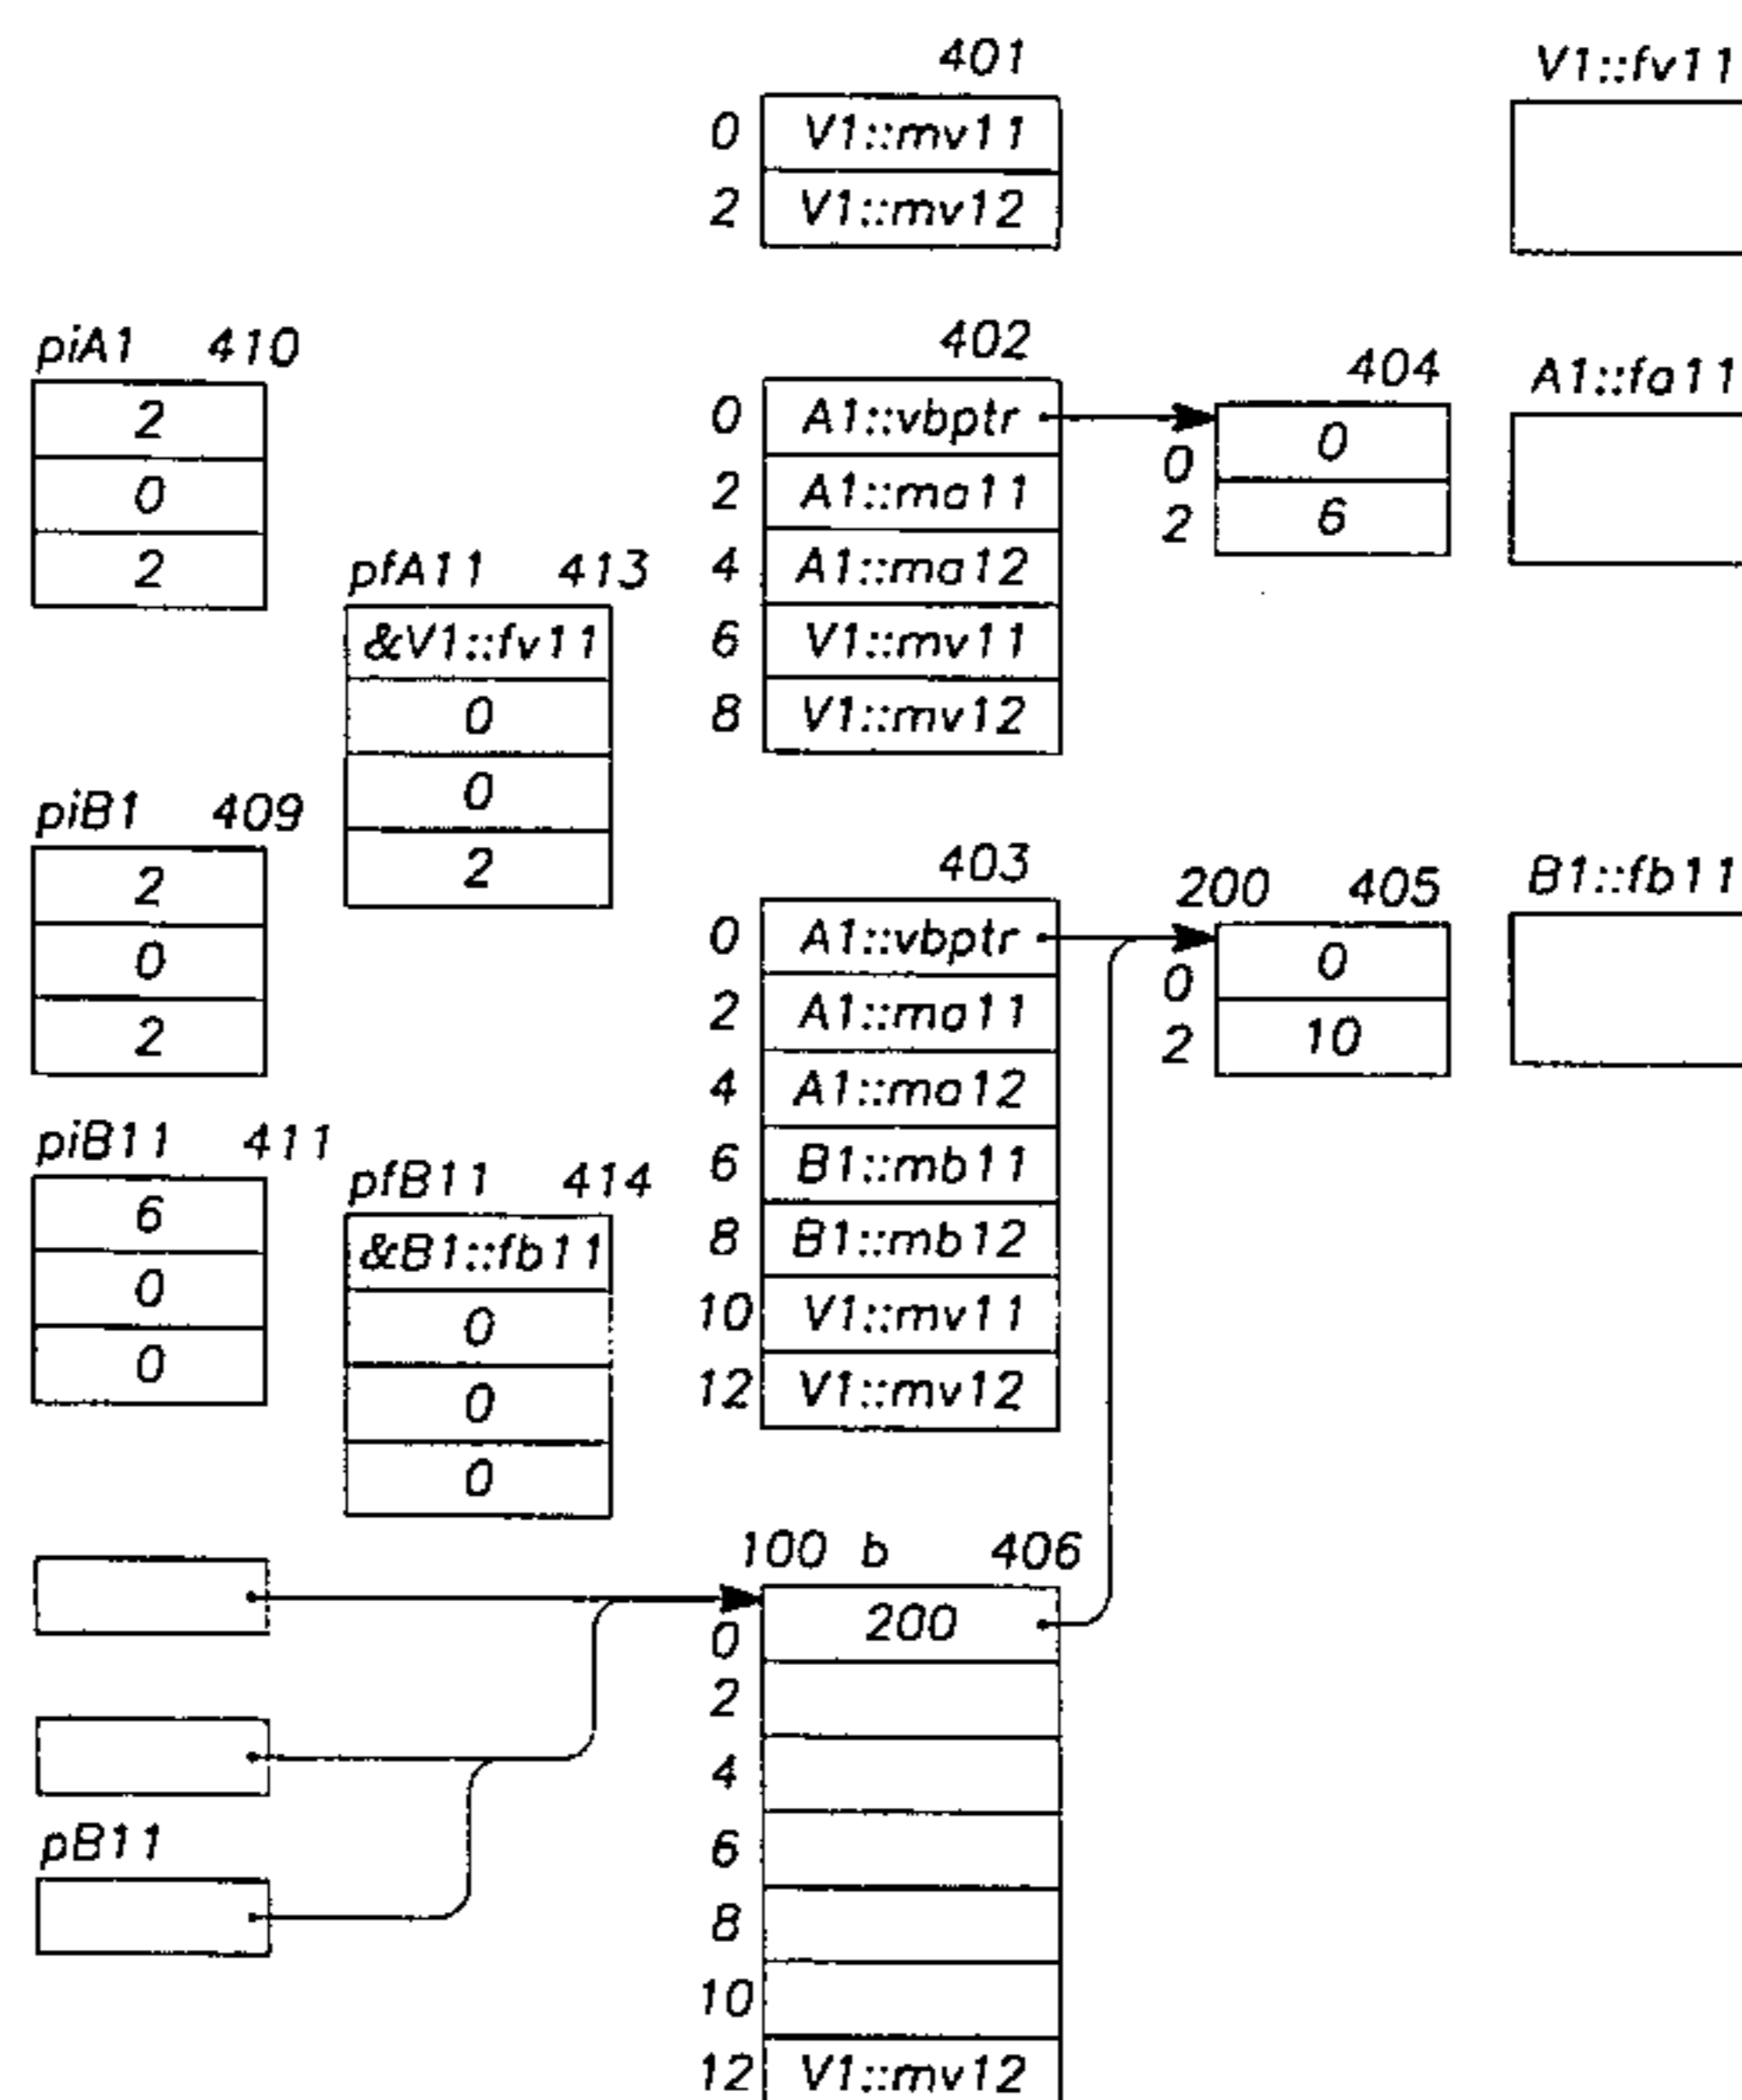 401
0 V1::mv11
2 V1::mv12
V1::fv11
piA1 410
2
0
2
pfA11 413
&V1::fv11
0
0
2
402
0 A1::vbptr
2 A1::ma11
4 A1::ma12
6 V1::mv11
8 V1::mv12
404
0 0
2 6
A1::fa11
piB1 409
2
0
2
403
0 A1::vbptr
2 A1::ma11
4 A1::ma12
6 B1::mb11
8 B1::mb12
10 V1::mv11
12 V1::mv12
200 405
0 0
2 10
B1::fb11
piB11 411
6
0
0
pfB11 414
&B1::fb11
0
0
0
100 b 406
0 200
2
4
6
8
10
12 V1::mv12
pB11